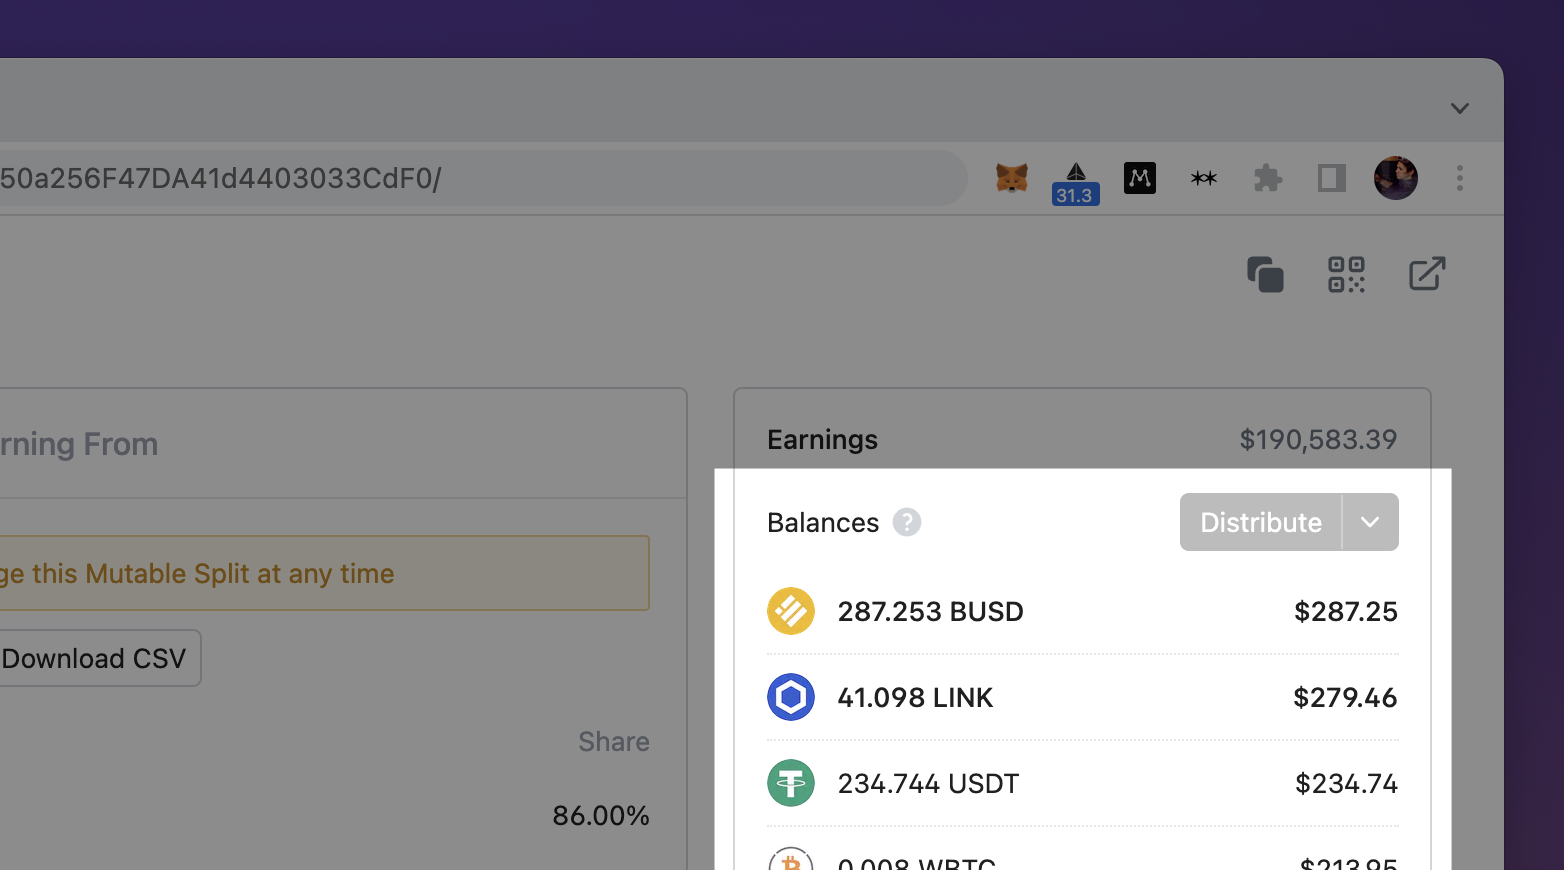 50a256F47DA41d4403033CdF0/
31.3
rning From
ge this Mutable Split at any time
Download CSV
Share
86.00%
Earnings $190,583.39
Balances ? Distribute
287.253 BUSD $287.25
41.098 LINK $279.46
234.744 USDT $234.74
0.008 WBTC $213.95